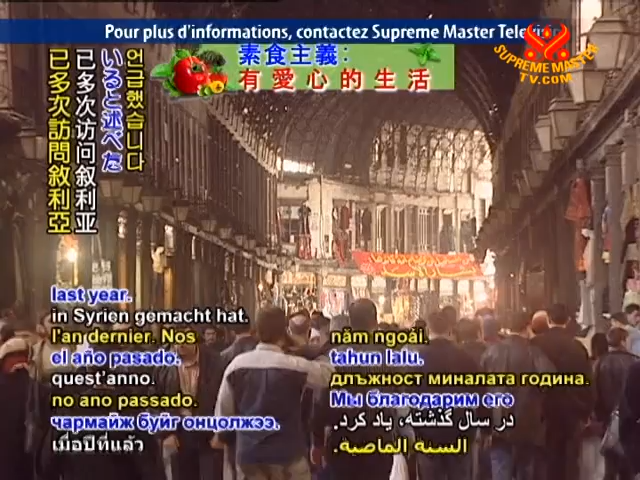 Pour plus d'informations, contactez Supreme Master Television
SUPREME MASTER
TV.COM
素食主義:
有愛心的生活
언급했습니다
いると述べた
已多次访问叙利亚
已多次訪問敘利亞
last year.
in Syrien gemacht hat.
l'an dernier. Nos
el año pasado.
quest'anno.
no ano passado.
чармайж буйг онцолжээ.
เมื่อปีที่แล้ว
năm ngoái.
tahun lalu.
длъжност миналата година.
Мы благодарим его
در سال گذشته، یاد کرد.
السنة الماضية.